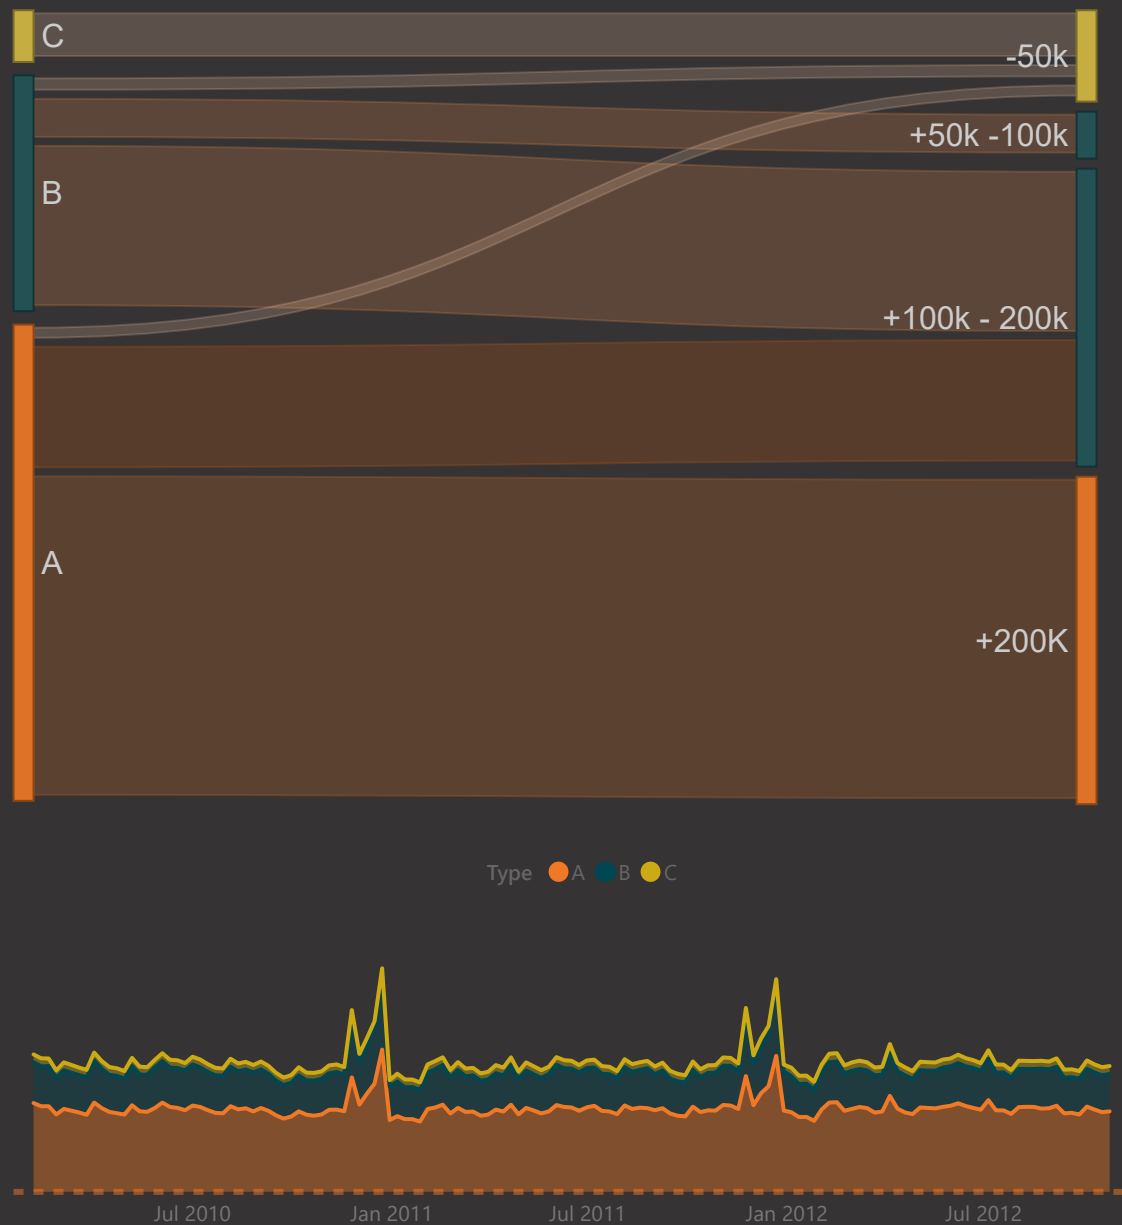 C
-50k
+50k -100k
B
+100k - 200k
A
+200K
Type A B C
Jul 2010 Jan 2011 Jul 2011 Jan 2012 Jul 2012